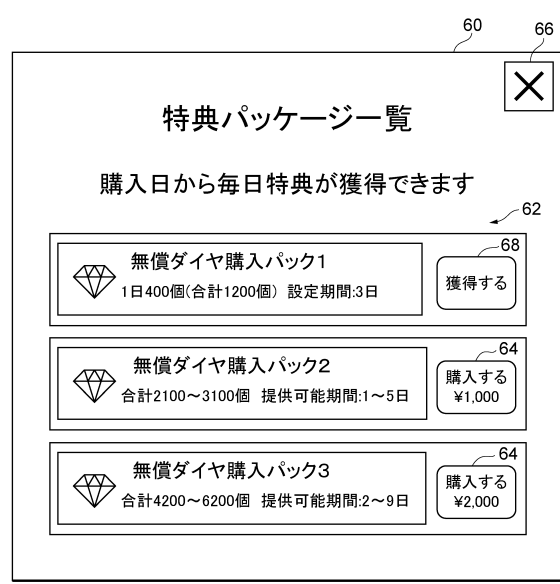 60
66
特典パッケージ一覧
購入日から毎日特典が獲得できます
62
68
無償ダイヤ購入パック1
1日400個(合計1200個) 設定期間:3日
獲得する
64
無償ダイヤ購入パック2
合計2100～3100個 提供可能期間:1～5日
購入する
¥1,000
64
無償ダイヤ購入パック3
合計4200～6200個 提供可能期間:2～9日
購入する
¥2,000